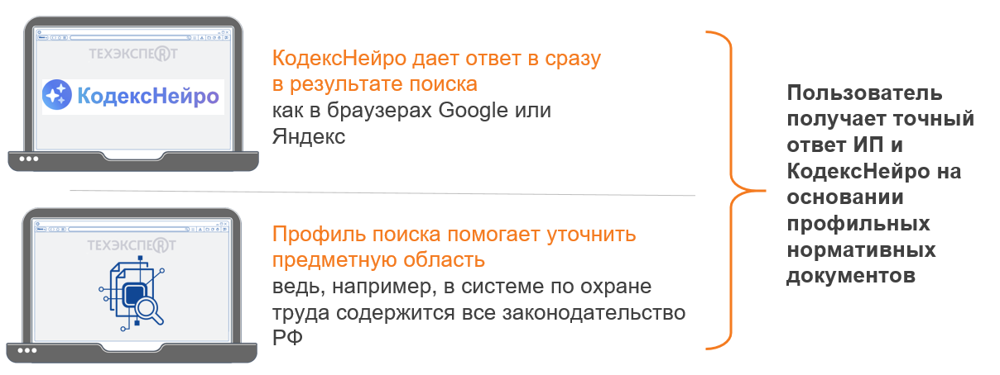 ТЕХЭКСПЕRТ
КодексНейро
КодексНейро дает ответ в сразу
в результате поиска
как в браузерах Google или
Яндекс
ТЕХЭКСПЕRТ
Профиль поиска помогает уточнить
предметную область
ведь, например, в системе по охране
труда содержится все законодательство
РФ
Пользователь
получает точный
ответ ИП и
КодексНейро на
основании
профильных
нормативных
документов